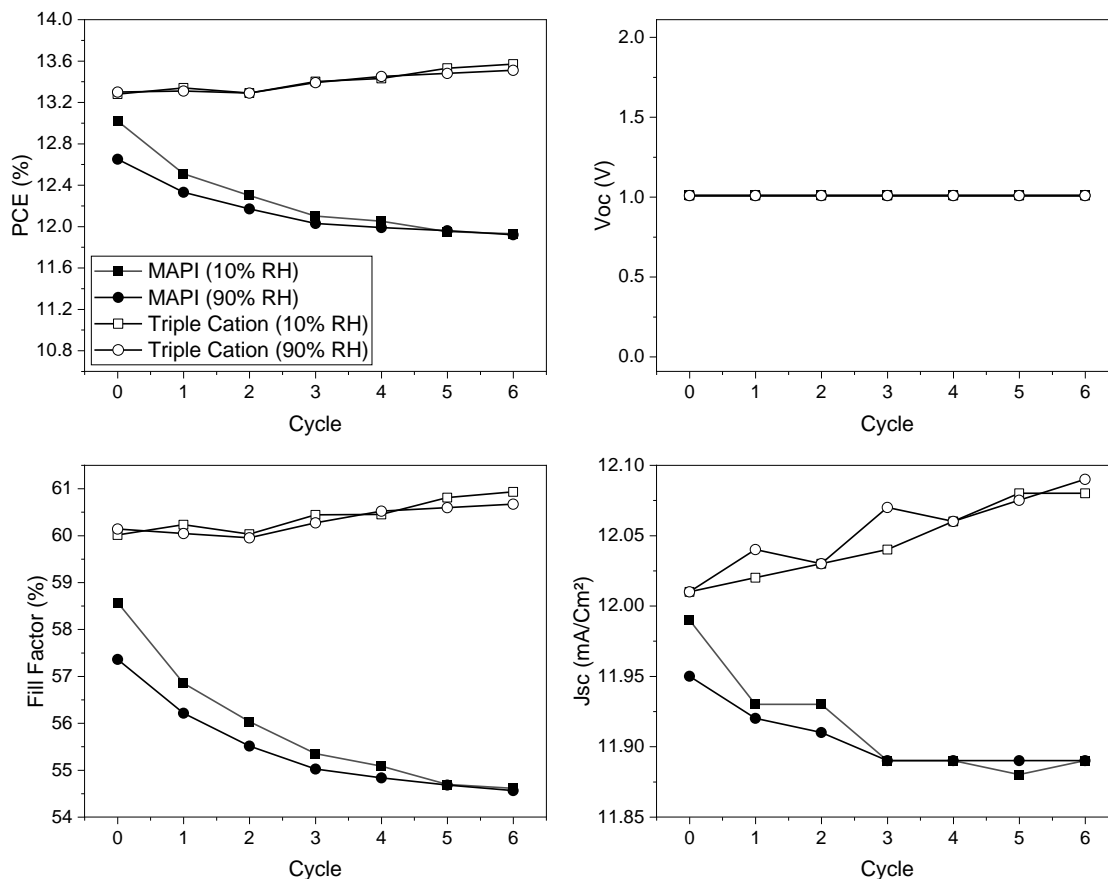 14.0
13.6
13.2
12.8
12.4
12.0
11.6
11.2
10.8
PCE (%)
MAPI (10% RH)
MAPI (90% RH)
Triple Cation (10% RH)
Triple Cation (90% RH)
0 1 2 3 4 5 6
Cycle
2.0
1.5
1.0
0.5
0.0
Voc (V)
0 1 2 3 4 5 6
Cycle
61
60
59
58
57
56
55
54
Fill Factor (%)
0 1 2 3 4 5 6
Cycle
12.10
12.05
12.00
11.95
11.90
11.85
Jsc (mA/Cm²)
0 1 2 3 4 5 6
Cycle